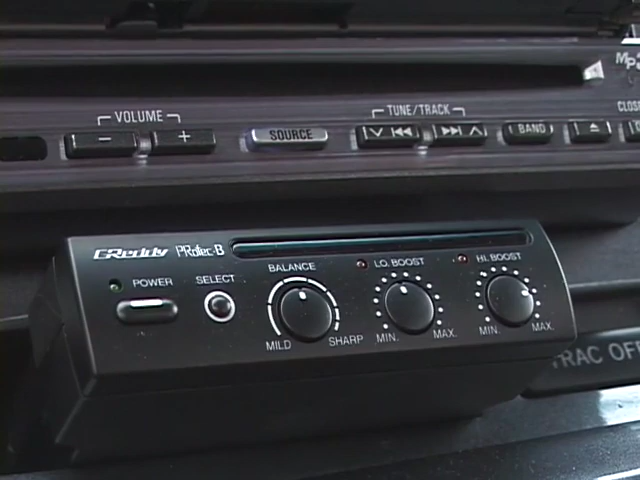 MP3
VOLUME
TUNE/TRACK
CLOSE
− + SOURCE BAND
GReddy PRofec-B
POWER SELECT BALANCE LO. BOOST HI. BOOST
MILD SHARP MIN. MAX. MIN. MAX.
TRAC OFF